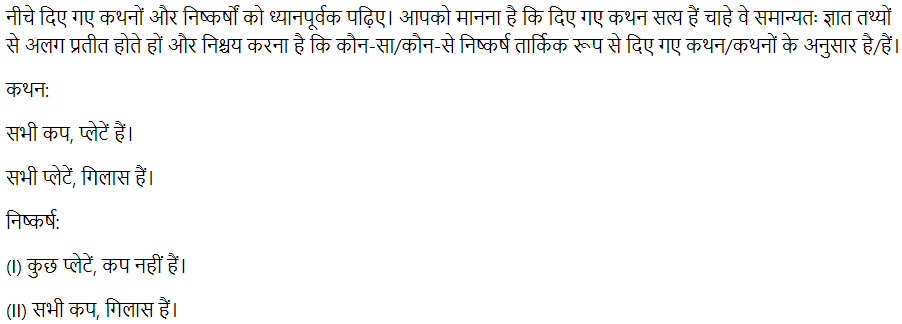 नीचे दिए गए कथनों और निष्कर्षों को ध्यानपूर्वक पढ़िए। आपको मानना है कि दिए गए कथन सत्य हैं चाहे वे समान्यतः ज्ञात तथ्यों
से अलग प्रतीत होते हों और निश्चय करना है कि कौन-सा/कौन-से निष्कर्ष तार्किक रूप से दिए गए कथन/कथनों के अनुसार है/हैं।
कथन:
सभी कप, प्लेटें हैं।
सभी प्लेटें, गिलास हैं।
निष्कर्ष:
(I) कुछ प्लेटें, कप नहीं हैं।
(II) सभी कप, गिलास हैं।